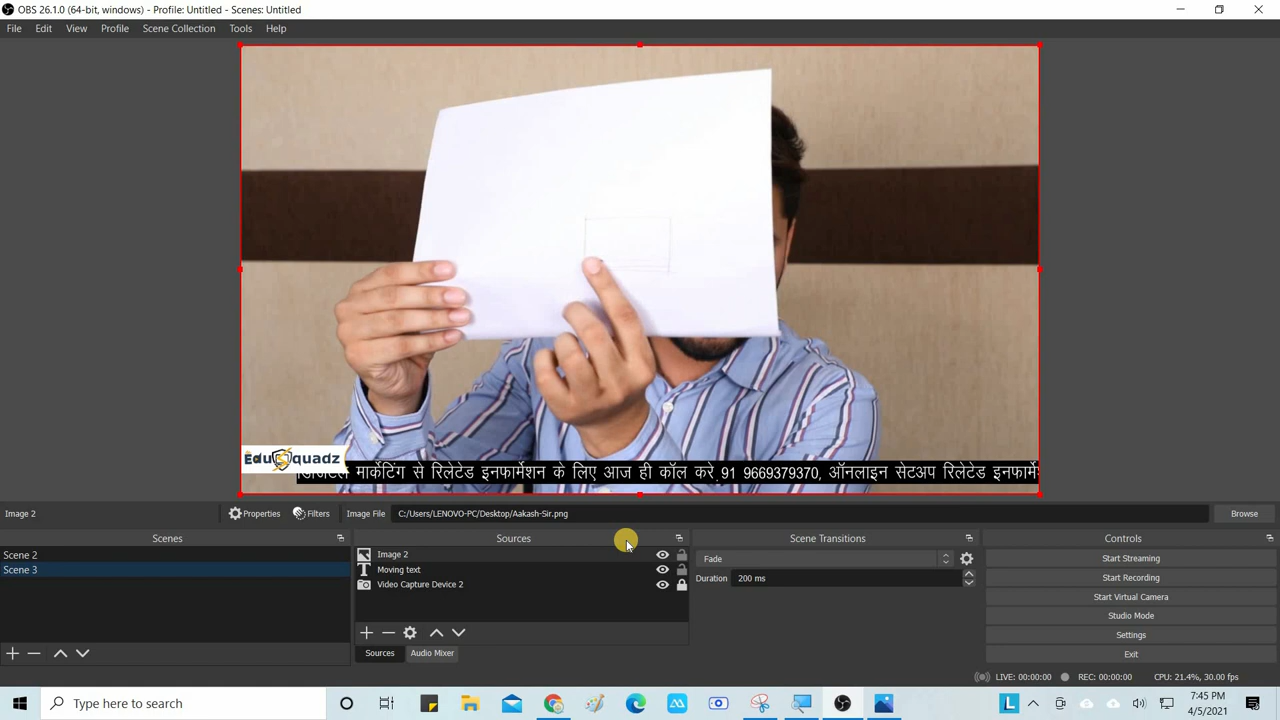 OBS 26.1.0 (64-bit, windows) - Profile: Untitled - Scenes: Untitled
File Edit View Profile Scene Collection Tools Help
EduSquadz
डिजिटल मार्केटिंग से रिलेटेड इनफार्मेशन के लिए आज ही कॉल करे 91 9669379370, ऑनलाइन सेटअप रिलेटेड
Image 2 Properties Filters Image File C:/Users/LENOVO-PC/Desktop/Aakash-Sir.png Browse
Scenes Sources Scene Transitions Controls
Scene 2
Scene 3
Image 2
Moving text
Video Capture Device 2
Sources Audio Mixer
Fade
Duration 200 ms
Start Streaming
Start Recording
Start Virtual Camera
Studio Mode
Settings
Exit
LIVE: 00:00:00 REC: 00:00:00 CPU: 21.4%, 30.00 fps
Type here to search
L
7:45 PM
4/5/2021